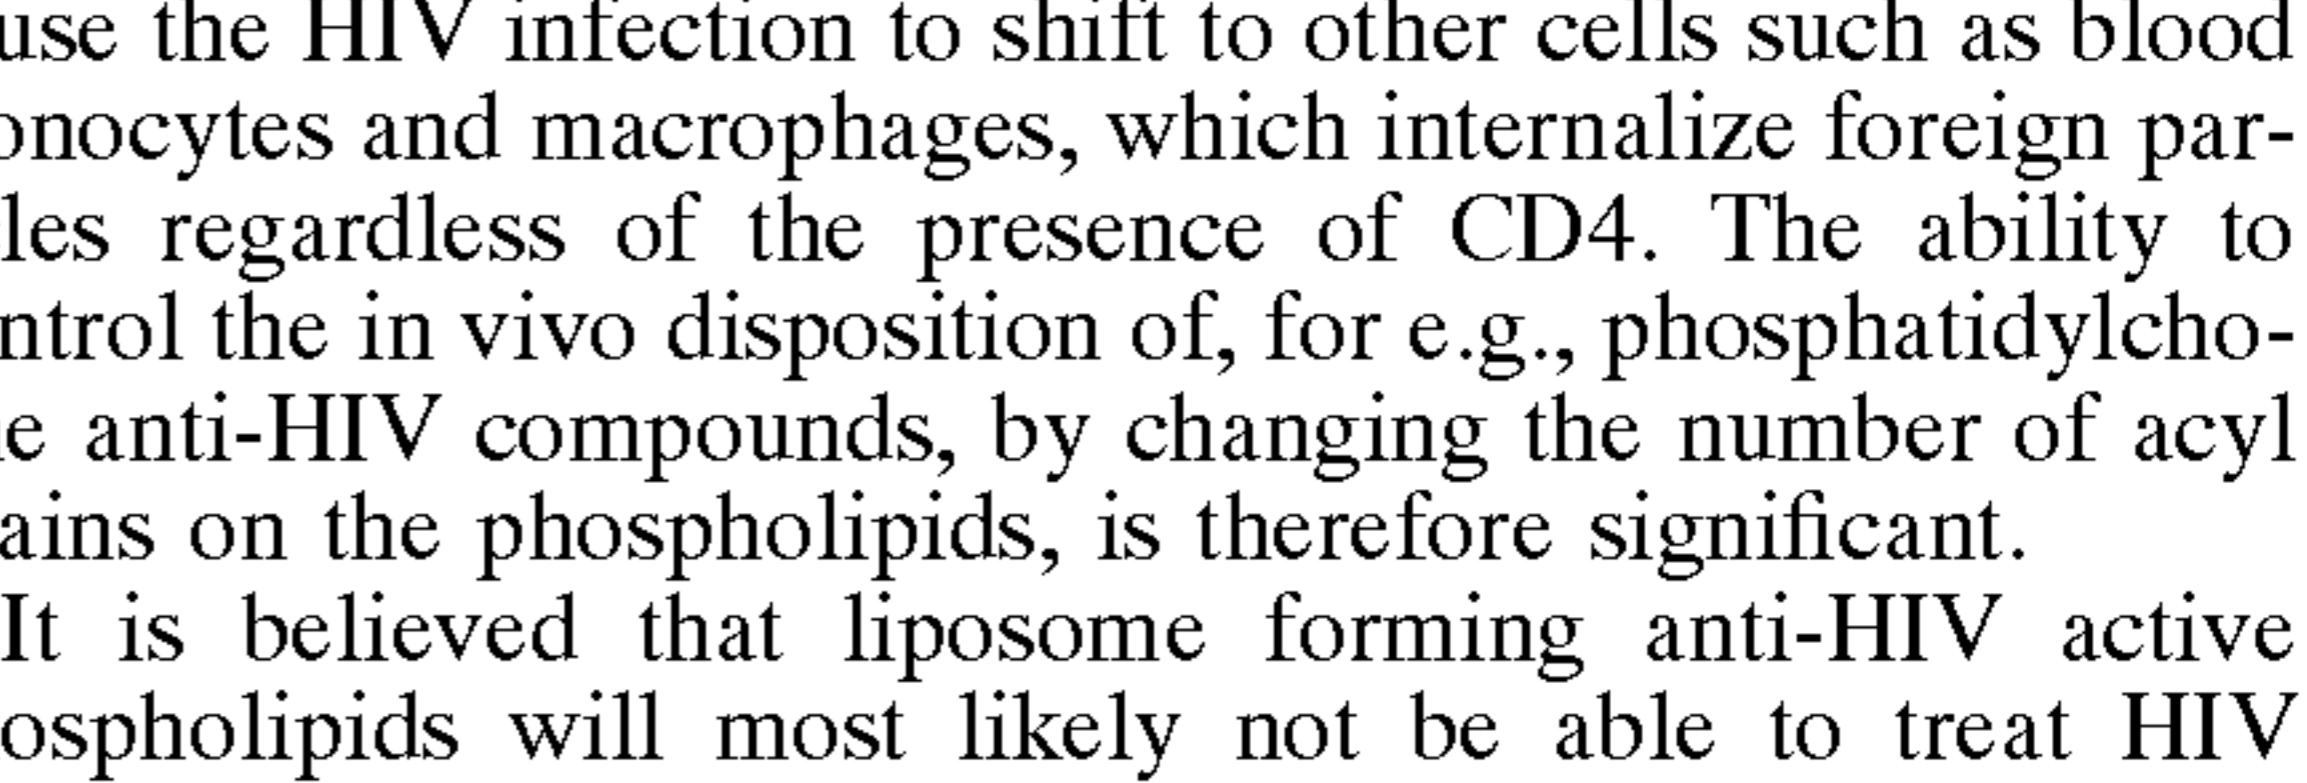 use the HIV infection to shift to other cells such as blood
onocytes and macrophages, which internalize foreign par-
les regardless of the presence of CD4. The ability to
ntrol the in vivo disposition of, for e.g., phosphatidylcho-
e anti-HIV compounds, by changing the number of acyl
ains on the phospholipids, is therefore significant.
It is believed that liposome forming anti-HIV active
ospholipids will most likely not be able to treat HIV